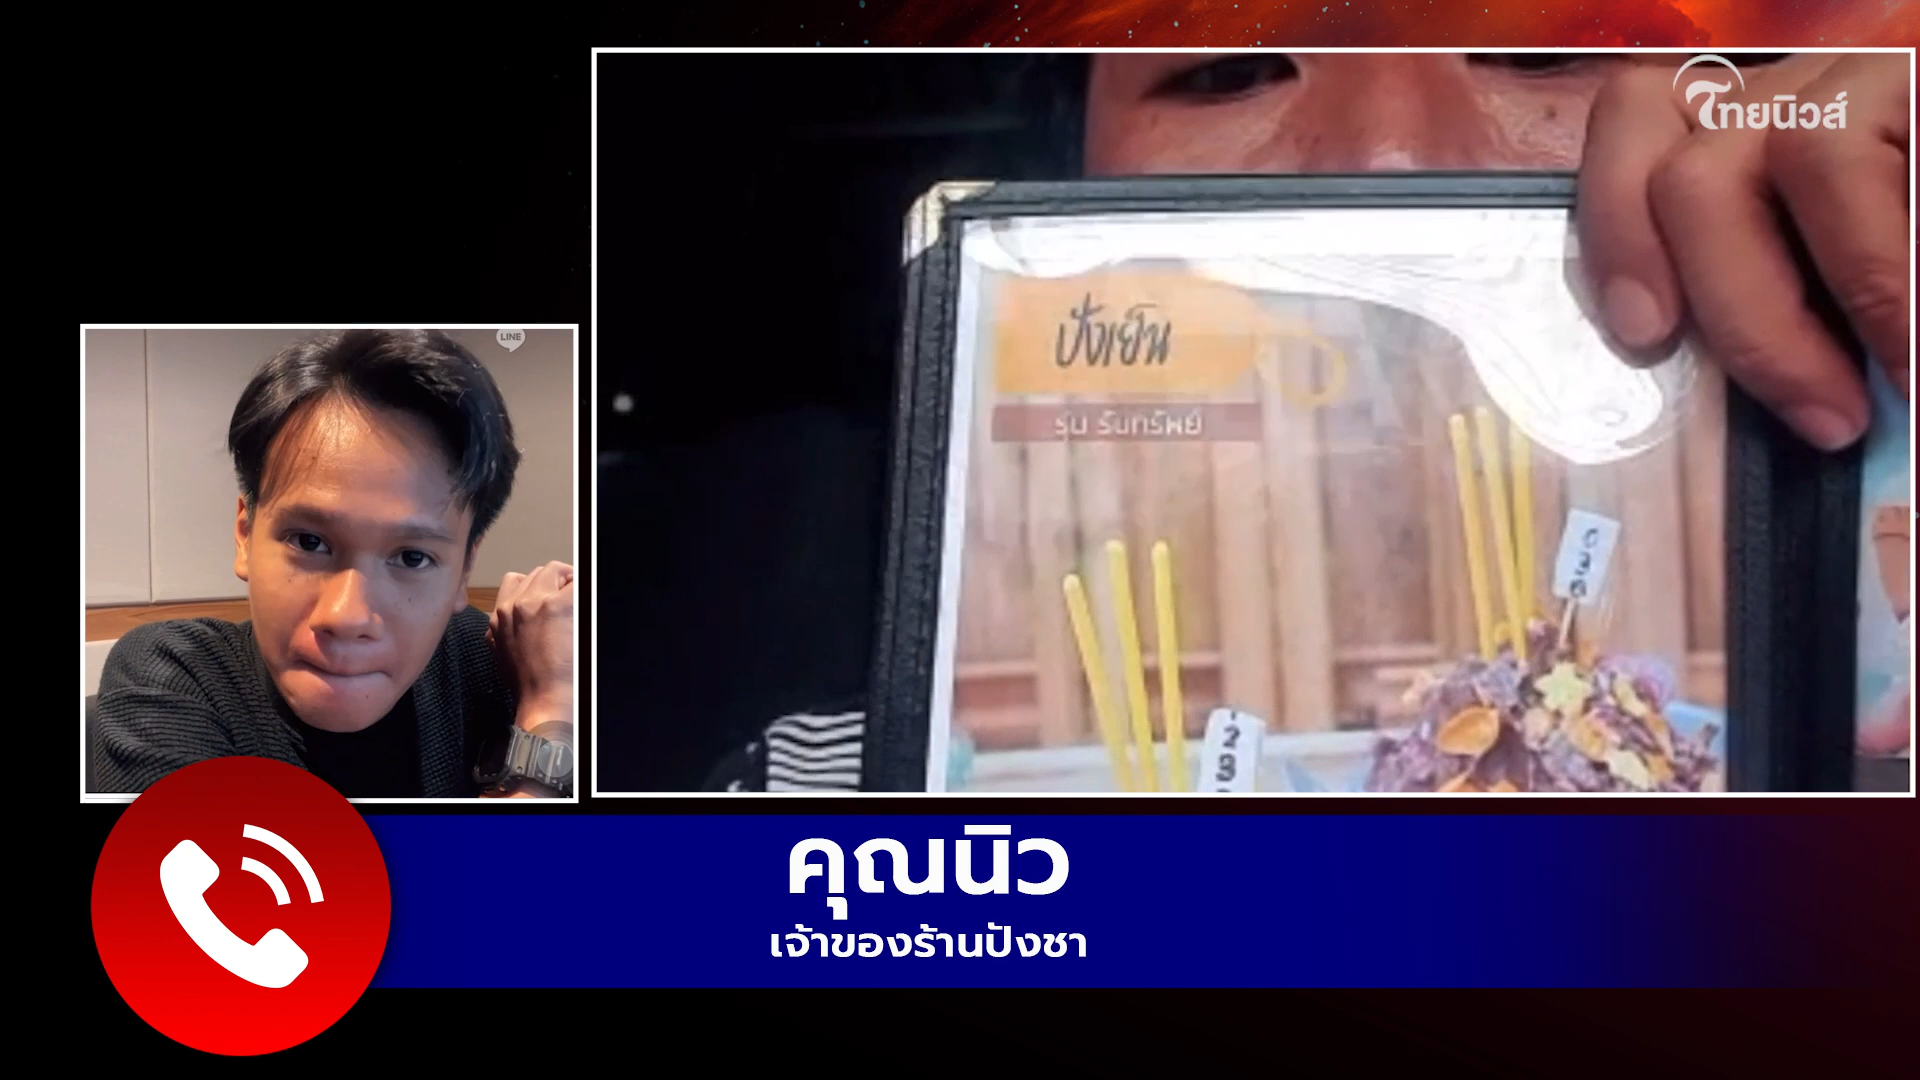 ไทยนิวส์
LINE
ปังเย็น
รุ่น รับทรัพย์
คุณนิว
เจ้าของร้านปังชา